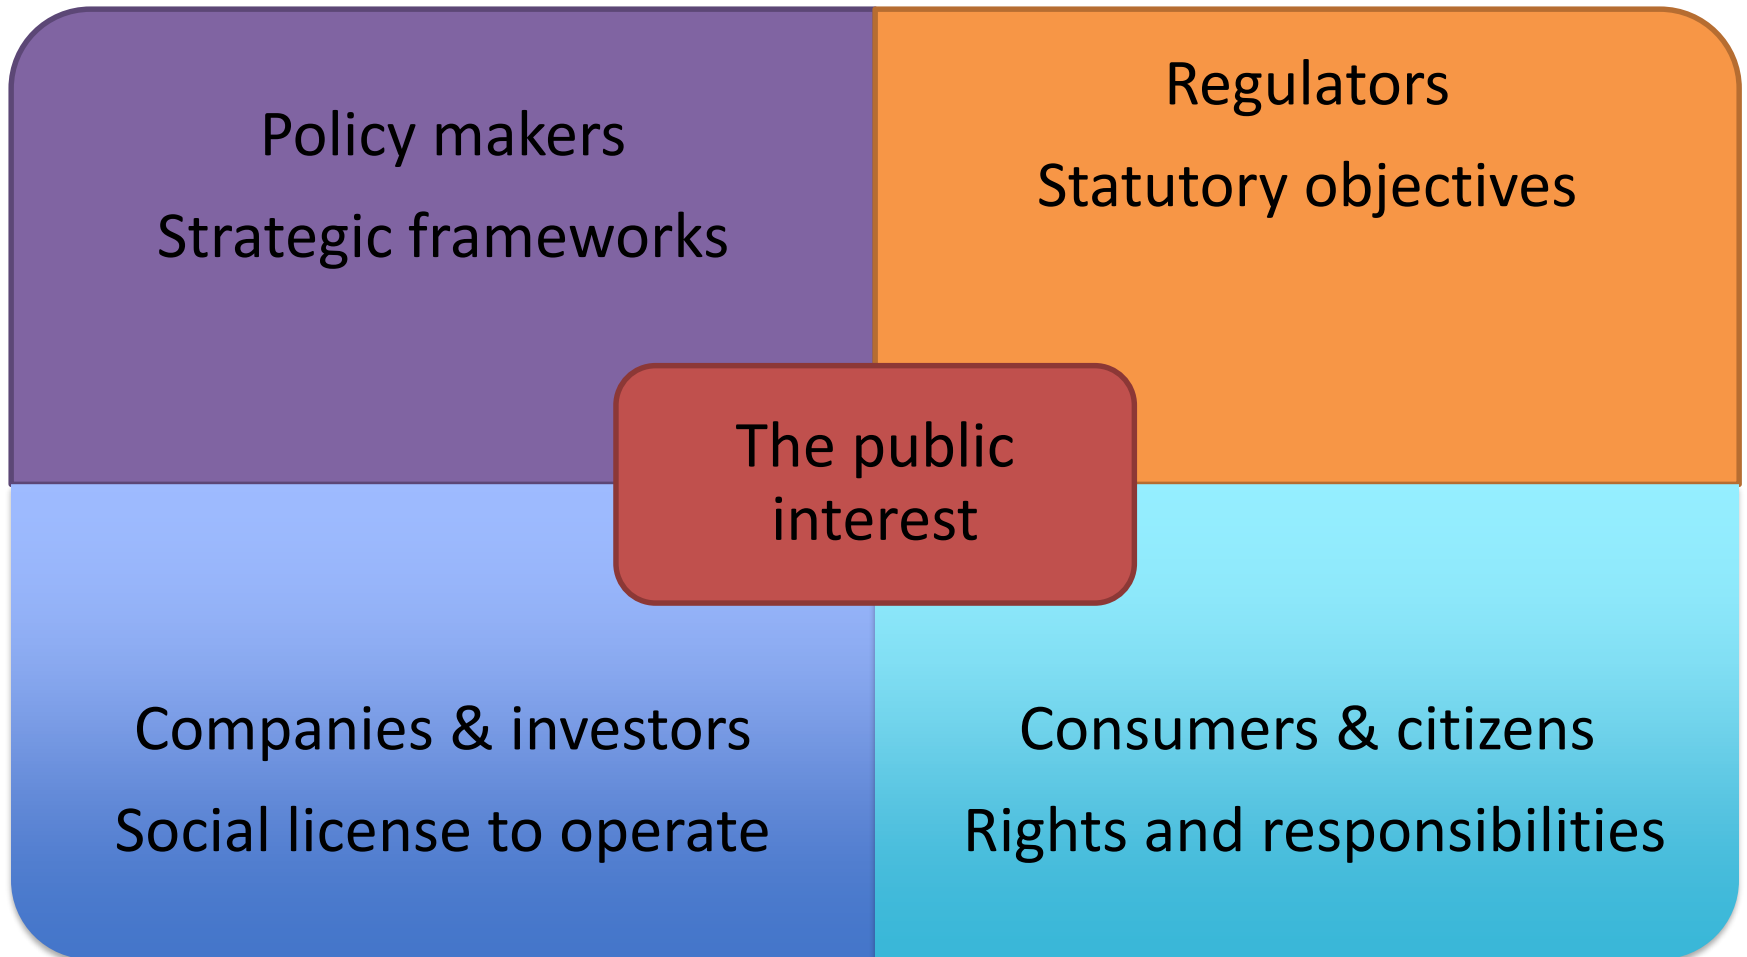 Policy makers
Strategic frameworks
Regulators
Statutory objectives
The public
interest
Companies & investors
Social license to operate
Consumers & citizens
Rights and responsibilities